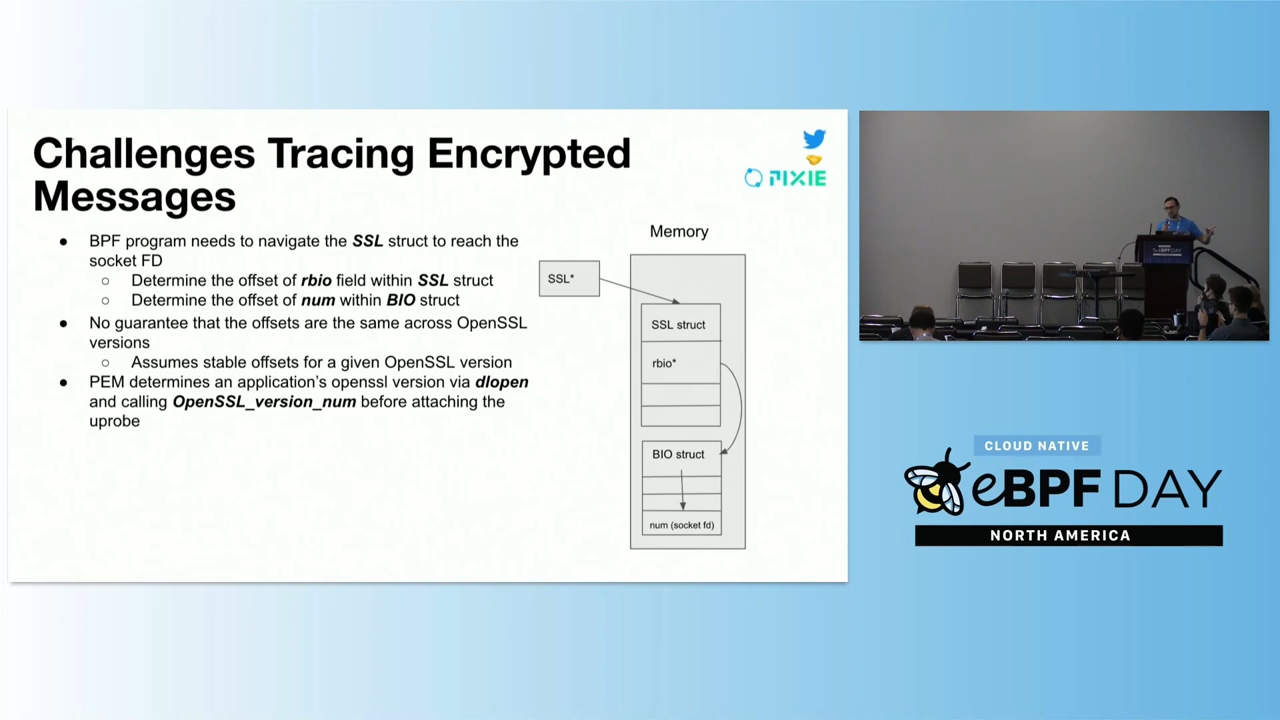 Challenges Tracing Encrypted
Messages
PIXIE
● BPF program needs to navigate the SSL struct to reach the
socket FD
○ Determine the offset of rbio field within SSL struct
○ Determine the offset of num within BIO struct
● No guarantee that the offsets are the same across OpenSSL
versions
○ Assumes stable offsets for a given OpenSSL version
● PEM determines an application's openssl version via dlopen
and calling OpenSSL_version_num before attaching the
uprobe
Memory
SSL*
SSL struct
rbio*
BIO struct
num (socket fd)
eBPF DAY
CLOUD NATIVE
eBPF DAY
NORTH AMERICA